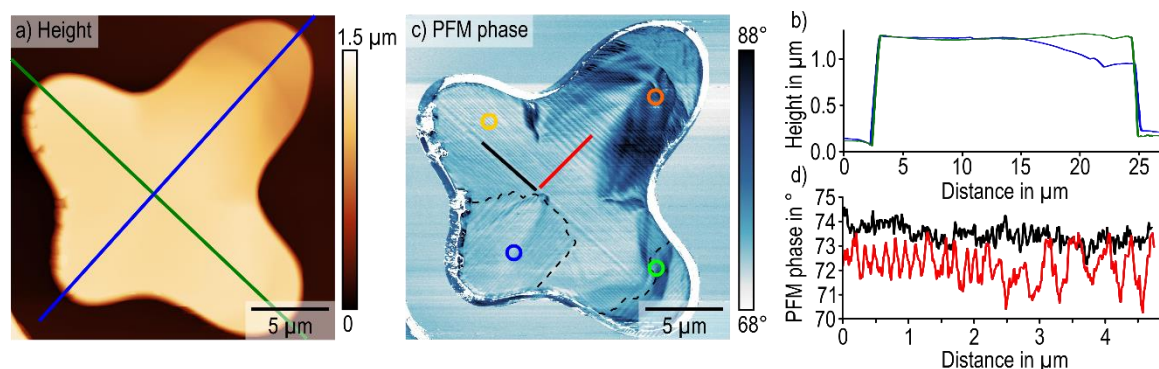 a) Height
1.5 µm
0
5 µm
c) PFM phase
88°
68°
5 µm
b)
Height in µm
1.0
0.5
0.0
0 5 10 15 20 25
Distance in µm
d)
PFM phase in °
74
73
72
71
70
0 1 2 3 4
Distance in µm